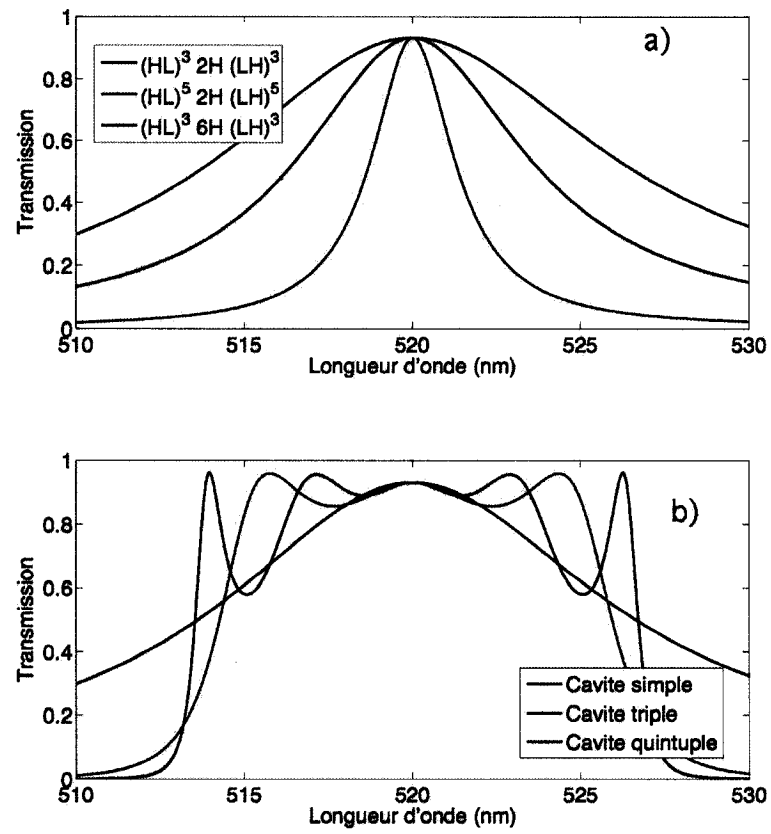 1
a)
(HL)³ 2H (LH)³
(HL)⁵ 2H (LH)⁵
(HL)³ 6H (LH)³
0.8
0.6
0.4
0.2
0
Transmission
510 515 520 525 530
Longueur d'onde (nm)
1
b)
0.8
0.6
0.4
0.2
0
Transmission
Cavite simple
Cavite triple
Cavite quintuple
510 515 520 525 530
Longueur d'onde (nm)